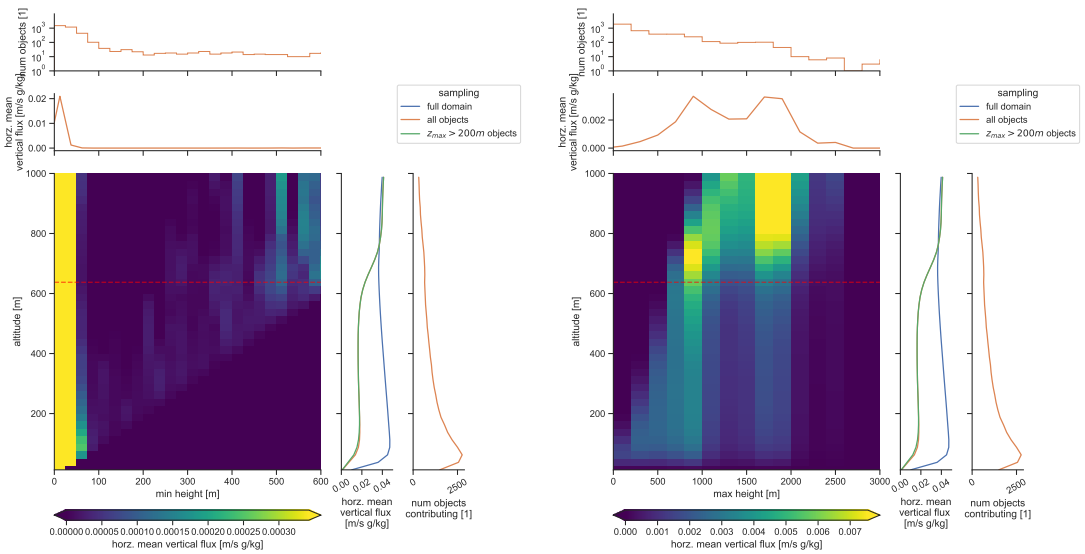 num objects [1]
10³
10²
10¹
10⁰
horz. mean
vertical flux [m/s g/kg]
0.02
0.01
0.00
sampling
full domain
all objects
z_max > 200m objects
altitude [m]
1000
800
600
400
200
0 100 200 300 400 500 600
min height [m]
0.00 0.02 0.04
horz. mean
vertical flux
[m/s g/kg]
0 2500
num objects
contributing [1]
0.00000 0.00005 0.00010 0.00015 0.00020 0.00025 0.00030
horz. mean vertical flux [m/s g/kg]
num objects [1]
10³
10²
10¹
10⁰
horz. mean
vertical flux [m/s g/kg]
0.002
0.000
sampling
full domain
all objects
z_max > 200m objects
altitude [m]
1000
800
600
400
200
0 500 1000 1500 2000 2500 3000
max height [m]
0.00 0.02 0.04
horz. mean
vertical flux
[m/s g/kg]
0 2500
num objects
contributing [1]
0.000 0.001 0.002 0.003 0.004 0.005 0.006 0.007
horz. mean vertical flux [m/s g/kg]